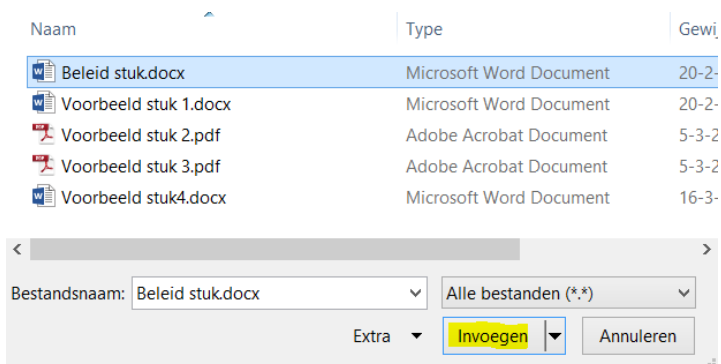 Naam Type Gewij
Beleid stuk.docx Microsoft Word Document 20-2-
Voorbeeld stuk 1.docx Microsoft Word Document 20-2-
Voorbeeld stuk 2.pdf Adobe Acrobat Document 5-3-2
Voorbeeld stuk 3.pdf Adobe Acrobat Document 5-3-2
Voorbeeld stuk4.docx Microsoft Word Document 16-3-
Bestandsnaam: Beleid stuk.docx Alle bestanden (*.*)
Extra Invoegen Annuleren